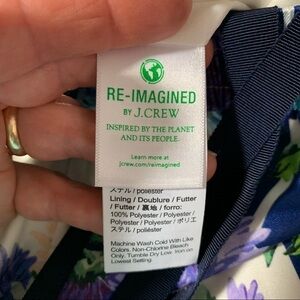 RE-IMAGINED
BY J.CREW
INSPIRED BY THE PLANET
AND ITS PEOPLE.
Learn more at
jcrew.com/reimagined
ステル / poliéster
Lining / Doublure / Futter
/ Futter / 裏地 / forro:
100% Polyester / Polyester
/ Polyester / Polyester / ポリエ
ステル / poliéster
Machine Wash Cold With Like
Colors. Non-Chlorine Bleach
Only. Tumble Dry Low. Iron on
Lowest Setting.